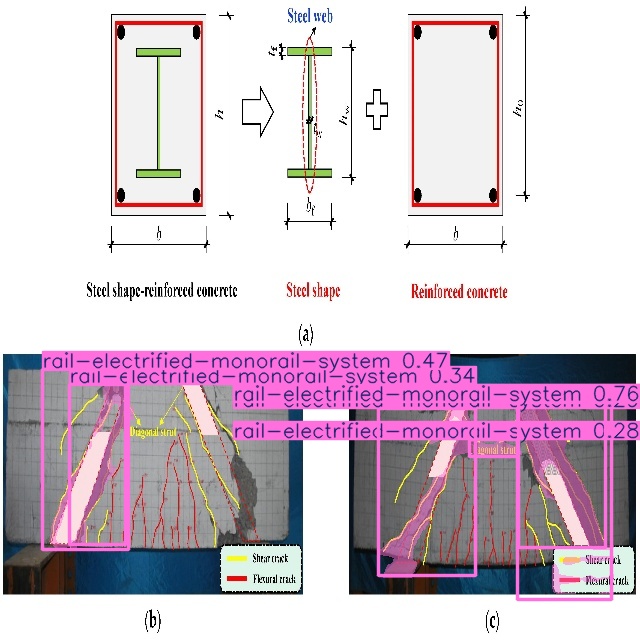 Steel web
t_f
h
t_w
h_w
h_0
b
b_f
b
Steel shape-reinforced concrete
Steel shape
Reinforced concrete
(a)
rail-electrified-monorail-system 0.47
rail-electrified-monorail-system 0.34
rail-electrified-monorail-system 0.76
rail-electrified-monorail-system 0.28
Diagonal strut
Diagonal strut
Shear crack
Flexural crack
Shear crack
Flexural crack
(b)
(c)